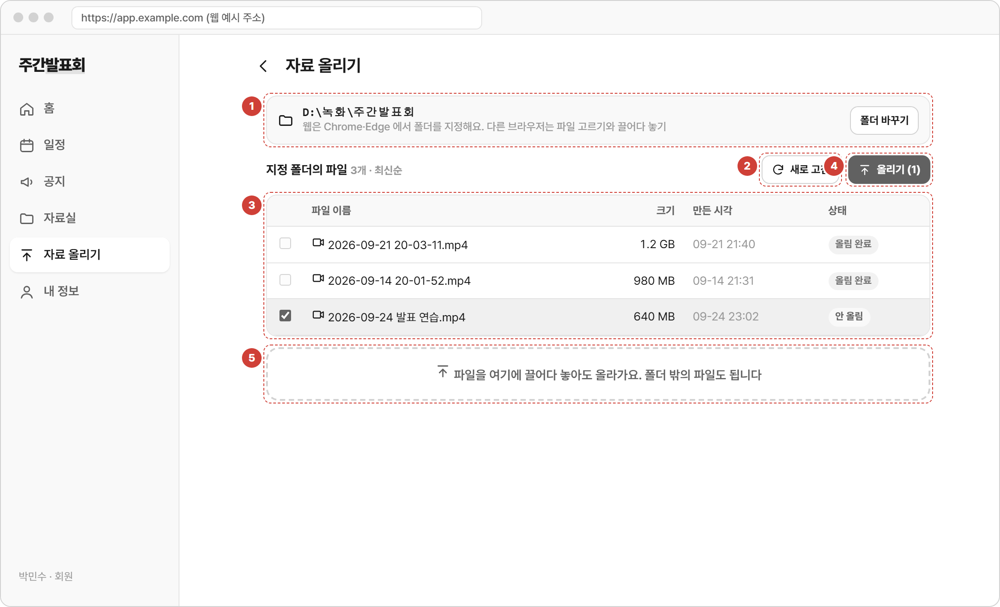 https://app.example.com (웹 예시 주소)
주간발표회
홈
일정
공지
자료실
자료 올리기
내 정보
박민수 · 회원
자료 올리기
1
D:\녹화\주간발표회
웹은 Chrome·Edge 에서 폴더를 지정해요. 다른 브라우저는 파일 고르기와 끌어다 놓기
폴더 바꾸기
지정 폴더의 파일 3개 · 최신순
2
새로
4
올리기 (1)
3
파일 이름 크기 만든 시각 상태
2026-09-21 20-03-11.mp4 1.2 GB 09-21 21:40 올림 완료
2026-09-14 20-01-52.mp4 980 MB 09-14 21:31 올림 완료
2026-09-24 발표 연습.mp4 640 MB 09-24 23:02 안 올림
5
파일을 여기에 끌어다 놓아도 올라가요. 폴더 밖의 파일도 됩니다